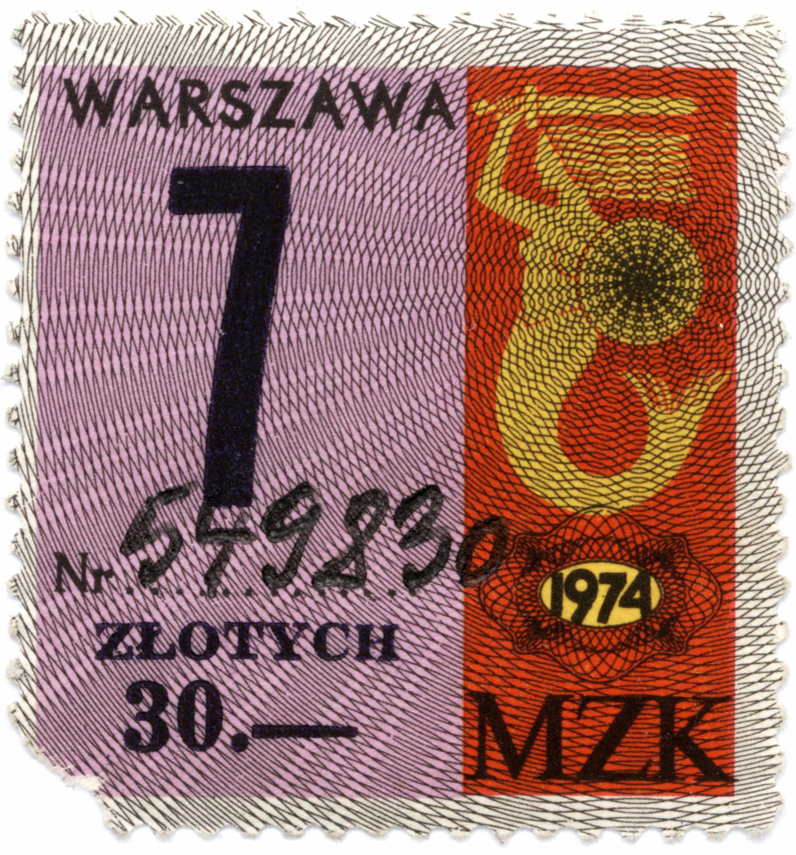 WARSZAWA
7
Nr 549830
ZŁOTYCH
30.—
1974
MZK